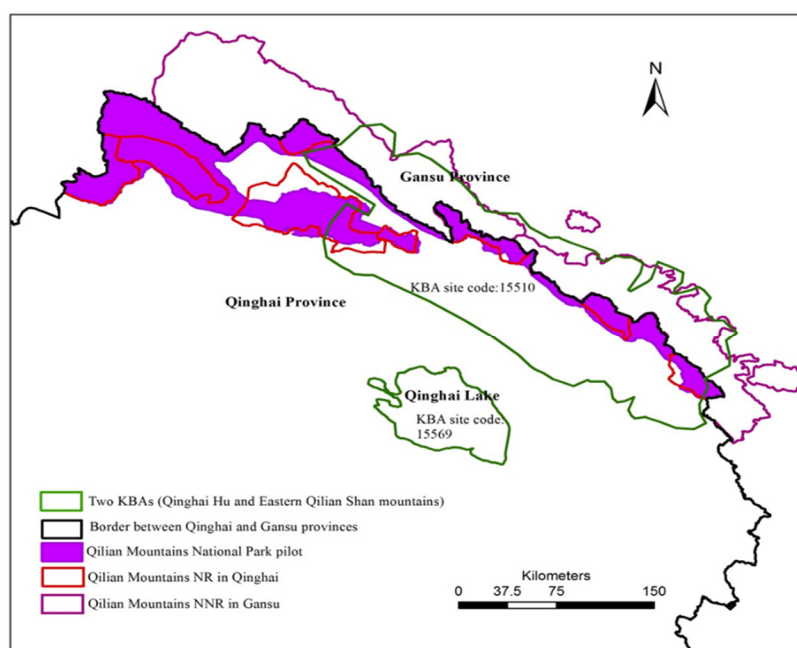 N
Gansu Province
KBA site code:15510
Qinghai Province
Qinghai Lake
KBA site code:
15569
Two KBAs (Qinghai Hu and Eastern Qilian Shan mountains)
Border between Qinghai and Gansu provinces
Qilian Mountains National Park pilot
Qilian Mountains NR in Qinghai
Qilian Mountains NNR in Gansu
Kilometers
0 37.5 75 150